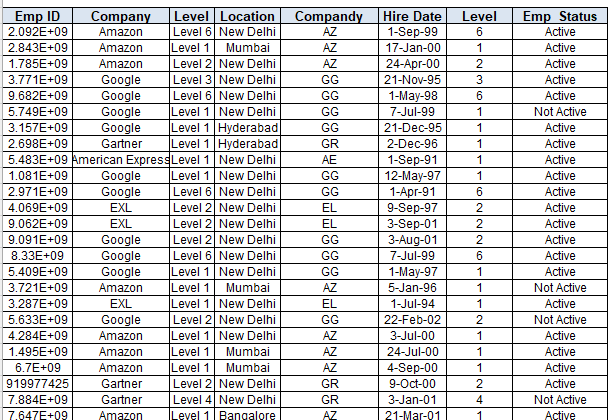 Emp ID Company Level Location Compandy Hire Date Level Emp Status
2.092E+09 Amazon Level 6 New Delhi AZ 1-Sep-99 6 Active
2.843E+09 Amazon Level 1 Mumbai AZ 17-Jan-00 1 Active
1.785E+09 Amazon Level 2 New Delhi AZ 24-Apr-00 2 Active
3.771E+09 Google Level 3 New Delhi GG 21-Nov-95 3 Active
9.682E+09 Google Level 6 New Delhi GG 1-May-98 6 Active
5.749E+09 Google Level 1 New Delhi GG 7-Jul-99 1 Not Active
3.157E+09 Google Level 1 Hyderabad GG 21-Dec-95 1 Active
2.698E+09 Gartner Level 1 Hyderabad GR 2-Dec-96 1 Active
5.483E+09 American Express Level 1 New Delhi AE 1-Sep-91 1 Active
1.081E+09 Google Level 1 New Delhi GG 12-May-97 1 Active
2.971E+09 Google Level 6 New Delhi GG 1-Apr-91 6 Active
4.069E+09 EXL Level 2 New Delhi EL 9-Sep-97 2 Active
9.062E+09 EXL Level 2 New Delhi EL 3-Sep-01 2 Active
9.091E+09 Google Level 2 New Delhi GG 3-Aug-01 2 Active
8.33E+09 Google Level 6 New Delhi GG 7-Jul-99 6 Active
5.409E+09 Google Level 1 New Delhi GG 1-May-97 1 Active
3.721E+09 Amazon Level 1 Mumbai AZ 5-Jan-96 1 Not Active
3.287E+09 EXL Level 1 New Delhi EL 1-Jul-94 1 Active
5.633E+09 Google Level 2 New Delhi GG 22-Feb-02 2 Not Active
4.284E+09 Amazon Level 1 New Delhi AZ 3-Jul-00 1 Active
1.495E+09 Amazon Level 1 Mumbai AZ 24-Jul-00 1 Active
6.7E+09 Amazon Level 1 Mumbai AZ 4-Sep-00 1 Active
919977425 Gartner Level 2 New Delhi GR 9-Oct-00 2 Active
7.884E+09 Gartner Level 4 New Delhi GR 3-Jan-01 4 Not Active
7.647E+09 Amazon Level 1 Bangalore AZ 21-Mar-01 1 Active